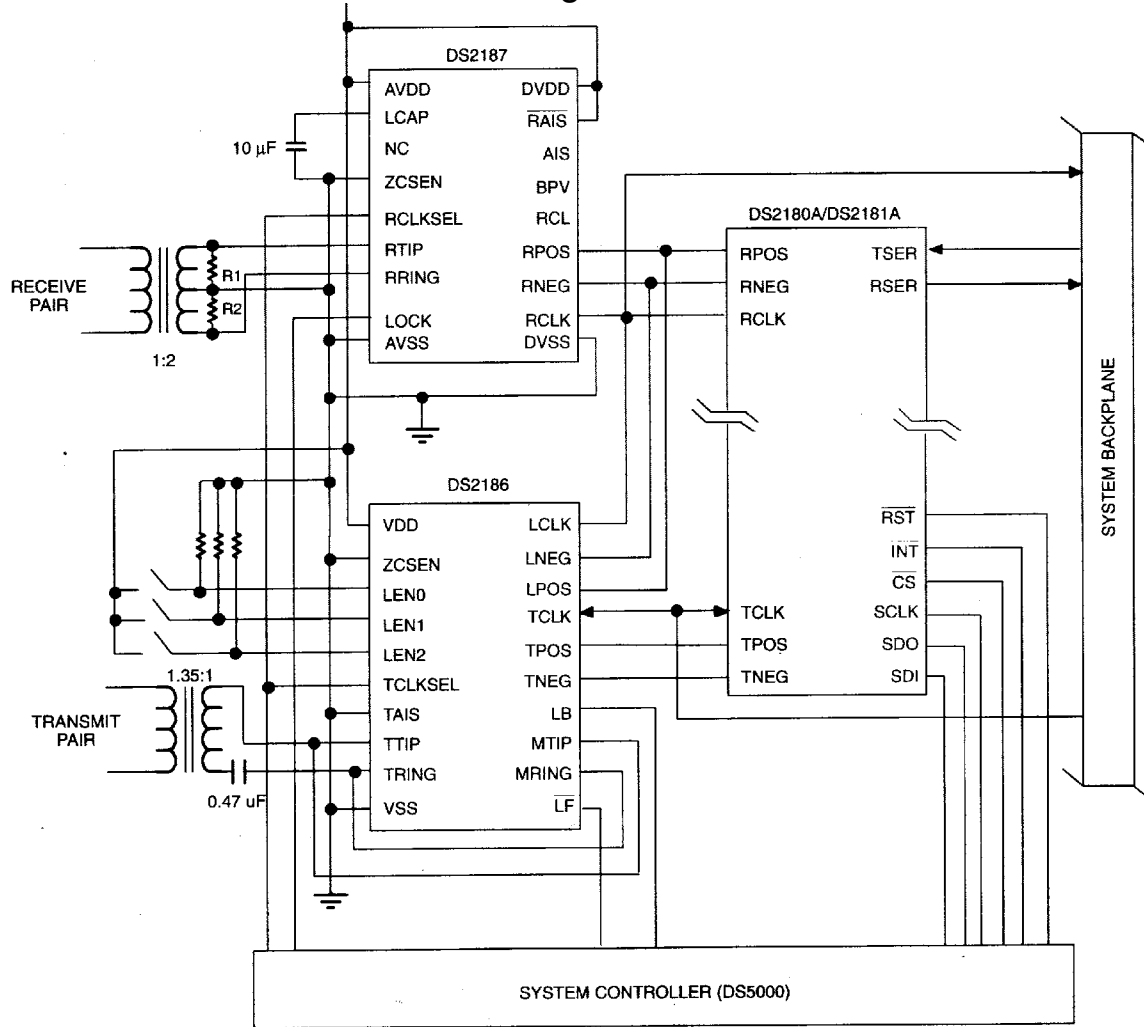 DS2187
AVDD
LCAP
NC
ZCSEN
RCLKSEL
RTIP
RRING
LOCK
AVSS
DVDD
RAIS
AIS
BPV
RCL
RPOS
RNEG
RCLK
DVSS
10 µF
RECEIVE
PAIR
1:2
R1
R2
DS2180A/DS2181A
RPOS
RNEG
RCLK
TCLK
TPOS
TNEG
TSER
RSER
RST
INT
CS
SCLK
SDO
SDI
SYSTEM BACKPLANE
DS2186
VDD
ZCSEN
LEN0
LEN1
LEN2
TCLKSEL
TAIS
TTIP
TRING
VSS
LCLK
LNEG
LPOS
TCLK
TPOS
TNEG
LB
MTIP
MRING
LF
1.35:1
TRANSMIT
PAIR
0.47 uF
SYSTEM CONTROLLER (DS5000)